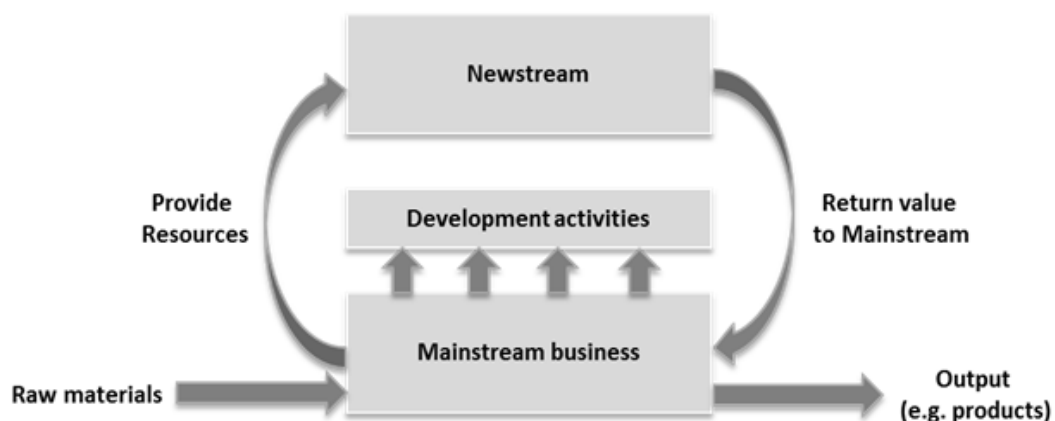 Newstream
Provide
Resources
Development activities
Return value
to Mainstream
Mainstream business
Raw materials
Output
(e.g. products)